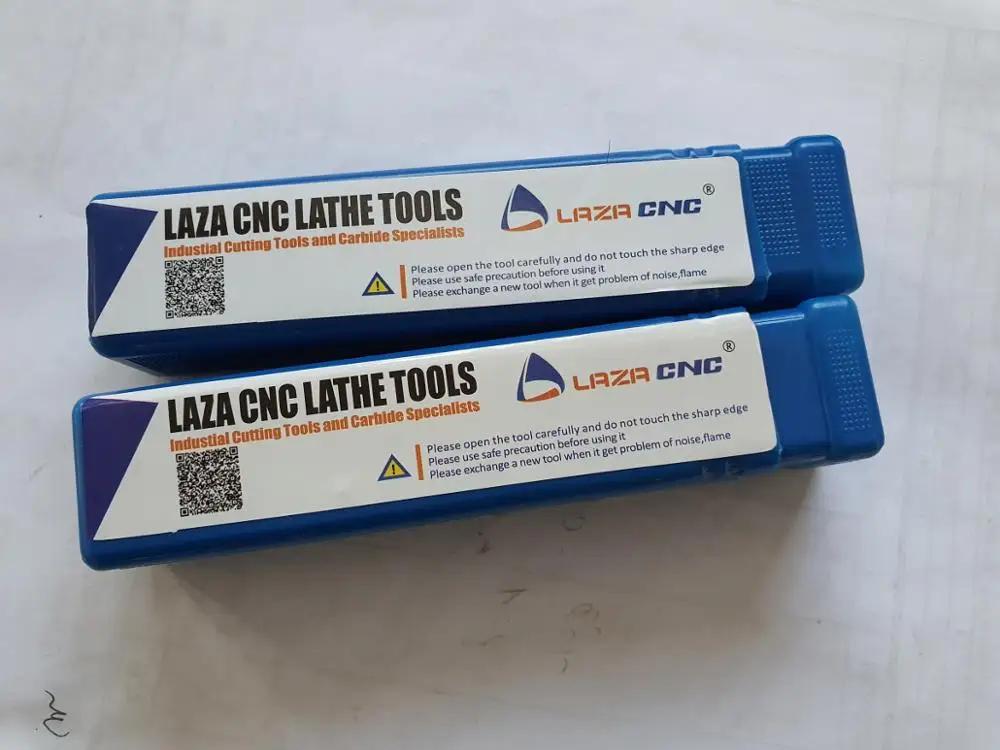 LAZA CNC LATHE TOOLS
Industial Cutting Tools and Carbide Specialists
LAZA CNC®
Please open the tool carefully and do not touch the sharp edge
Please use safe precaution before using it
Please exchange a new tool when it get problem of noise,flame
LAZA CNC LATHE TOOLS
Industial Cutting Tools and Carbide Specialists
LAZA CNC®
Please open the tool carefully and do not touch the sharp edge
Please use safe precaution before using it
Please exchange a new tool when it get problem of noise,flame